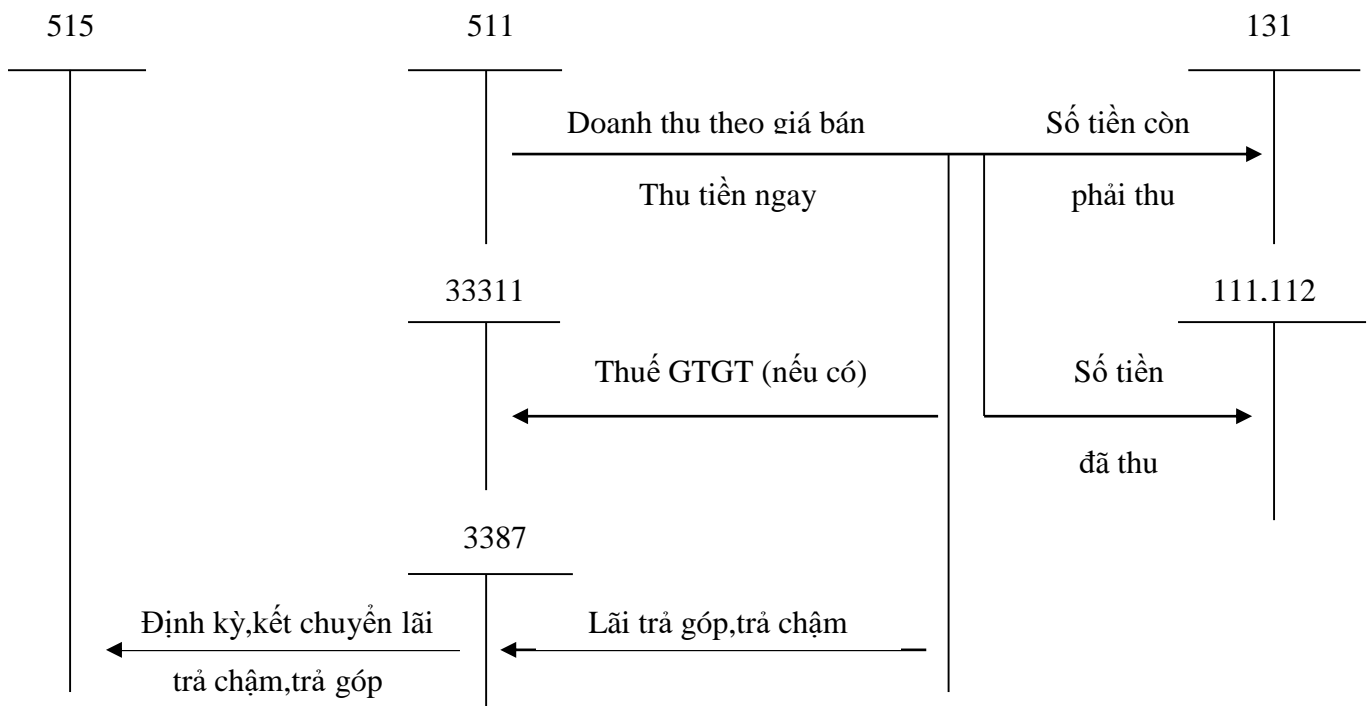 515 511 131
Doanh thu theo giá bán Số tiền còn
Thu tiền ngay phải thu
33311 111,112
Thuế GTGT (nếu có) Số tiền
đã thu
3387
Định kỳ,kết chuyển lãi Lãi trả góp,trả chậm
trả chậm,trả góp